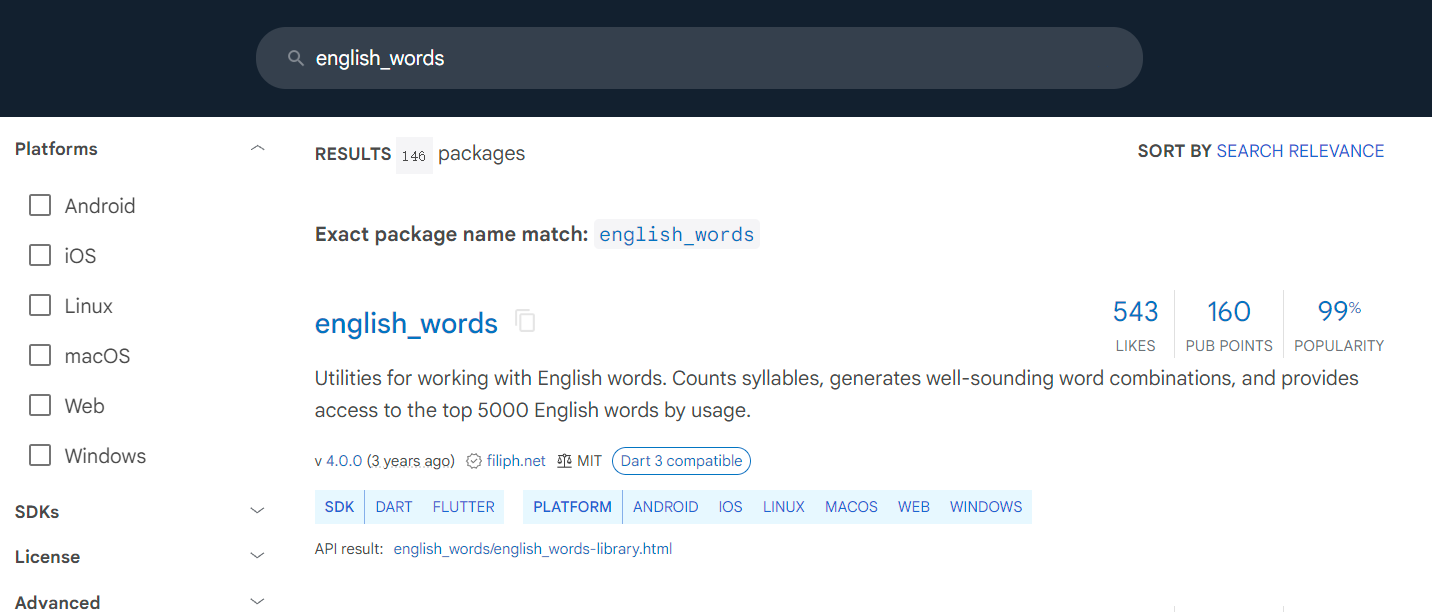 english_words
Platforms
Android
iOS
Linux
macOS
Web
Windows
SDKs
License
Advanced
RESULTS 146 packages
SORT BY SEARCH RELEVANCE
Exact package name match: english_words
english_words
543 LIKES
160 PUB POINTS
99% POPULARITY
Utilities for working with English words. Counts syllables, generates well-sounding word combinations, and provides
access to the top 5000 English words by usage.
v 4.0.0 (3 years ago) filiph.net MIT Dart 3 compatible
SDK DART FLUTTER PLATFORM ANDROID IOS LINUX MACOS WEB WINDOWS
API result: english_words/english_words-library.html